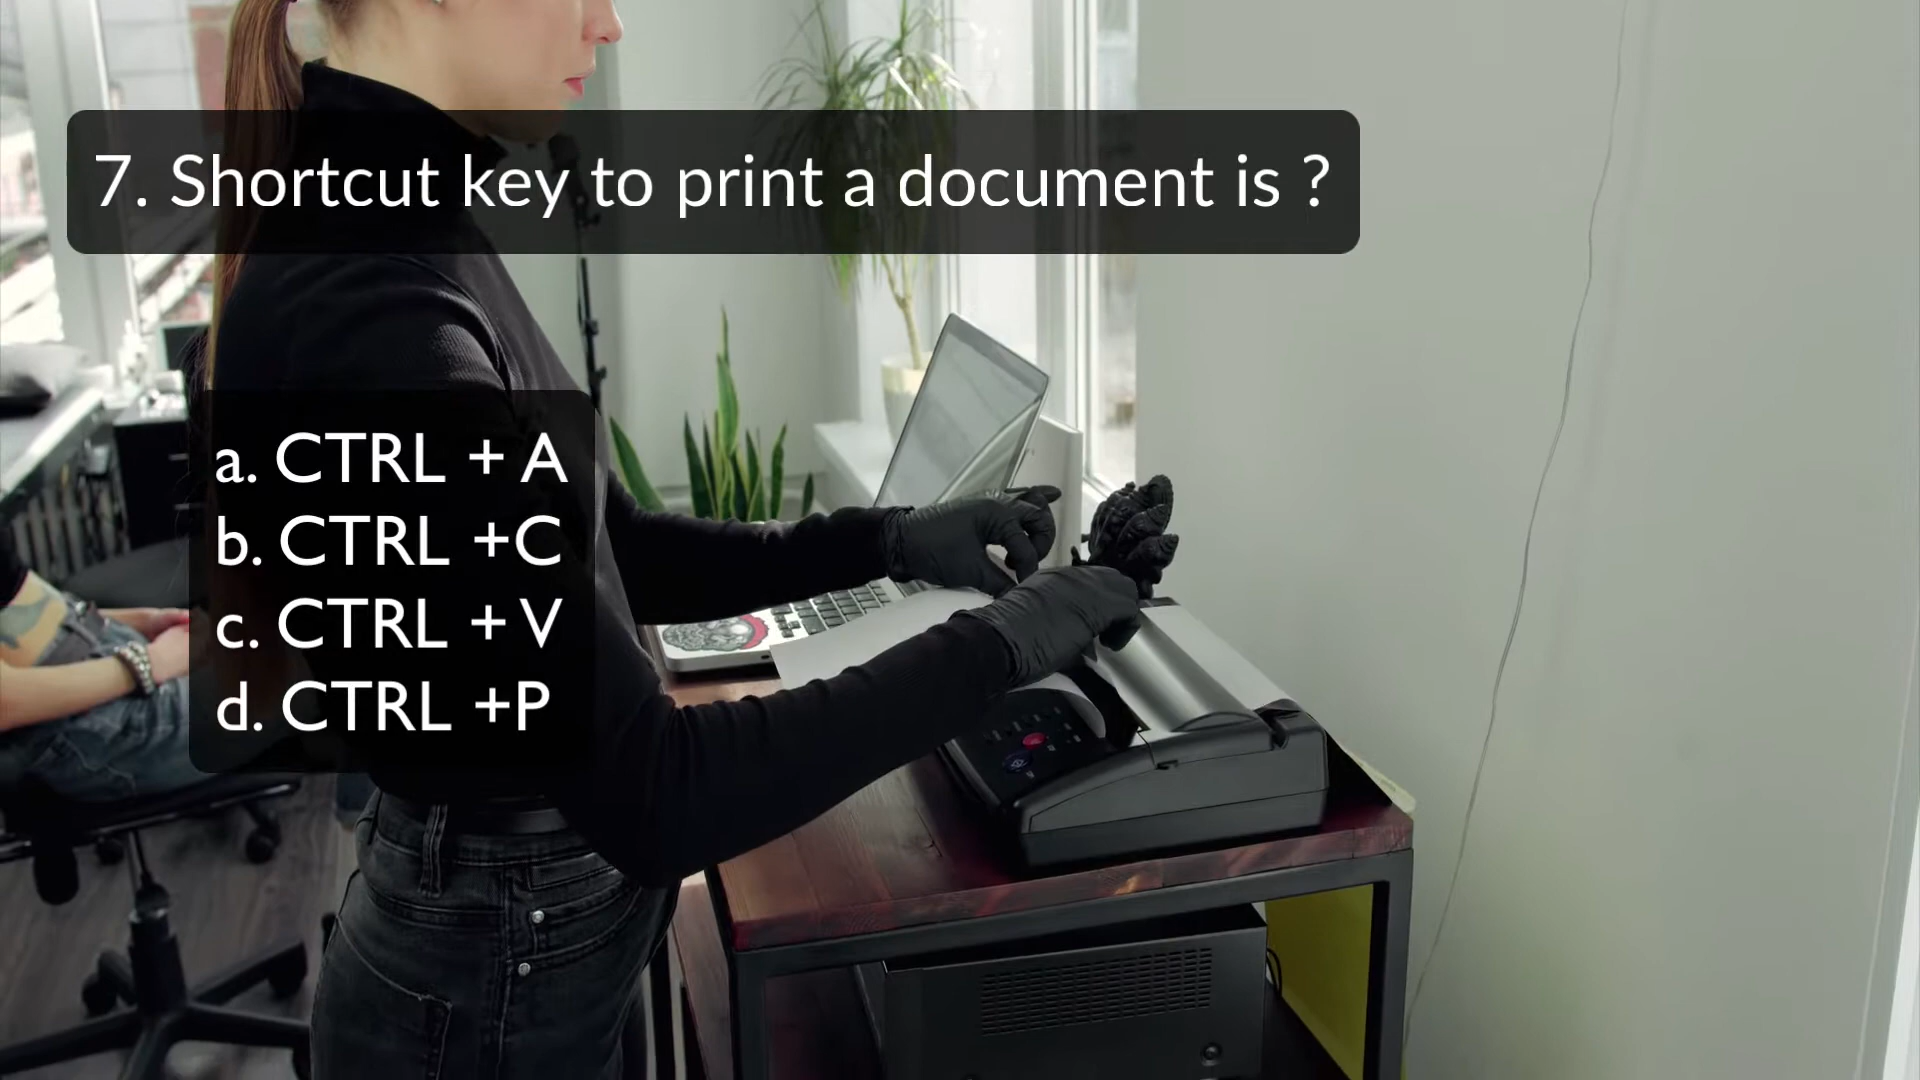 7. Shortcut key to print a document is ?
a. CTRL + A
b. CTRL +C
c. CTRL + V
d. CTRL +P